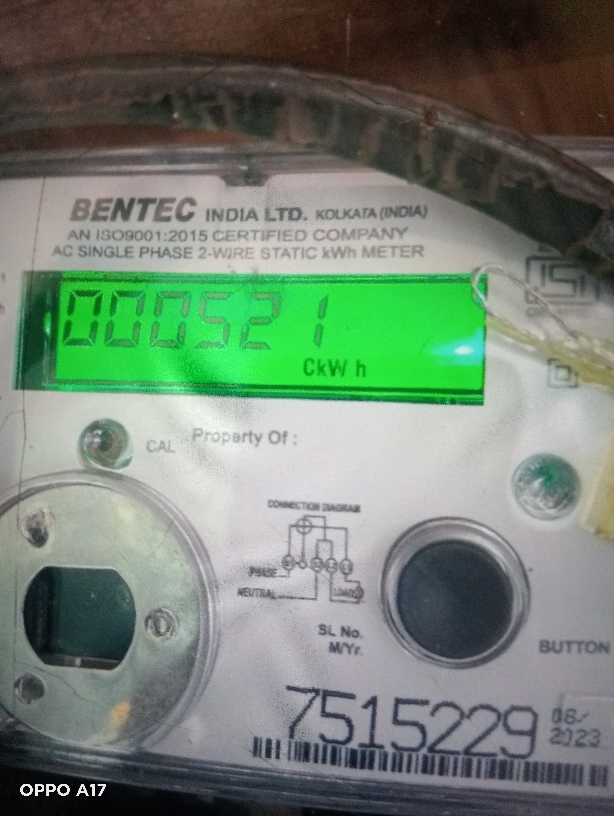 BENTEC INDIA LTD. KOLKATA (INDIA)
AN ISO9001:2015 CERTIFIED COMPANY
AC SINGLE PHASE 2-WIRE STATIC kWh METER
000521
CkW h
CAL
Property Of :
CONNECTION DIAGRAM
PHASE
NEUTRAL
LOAD
SL No.
M/Yr.
BUTTON
7515229
08/
2023
OPPO A17